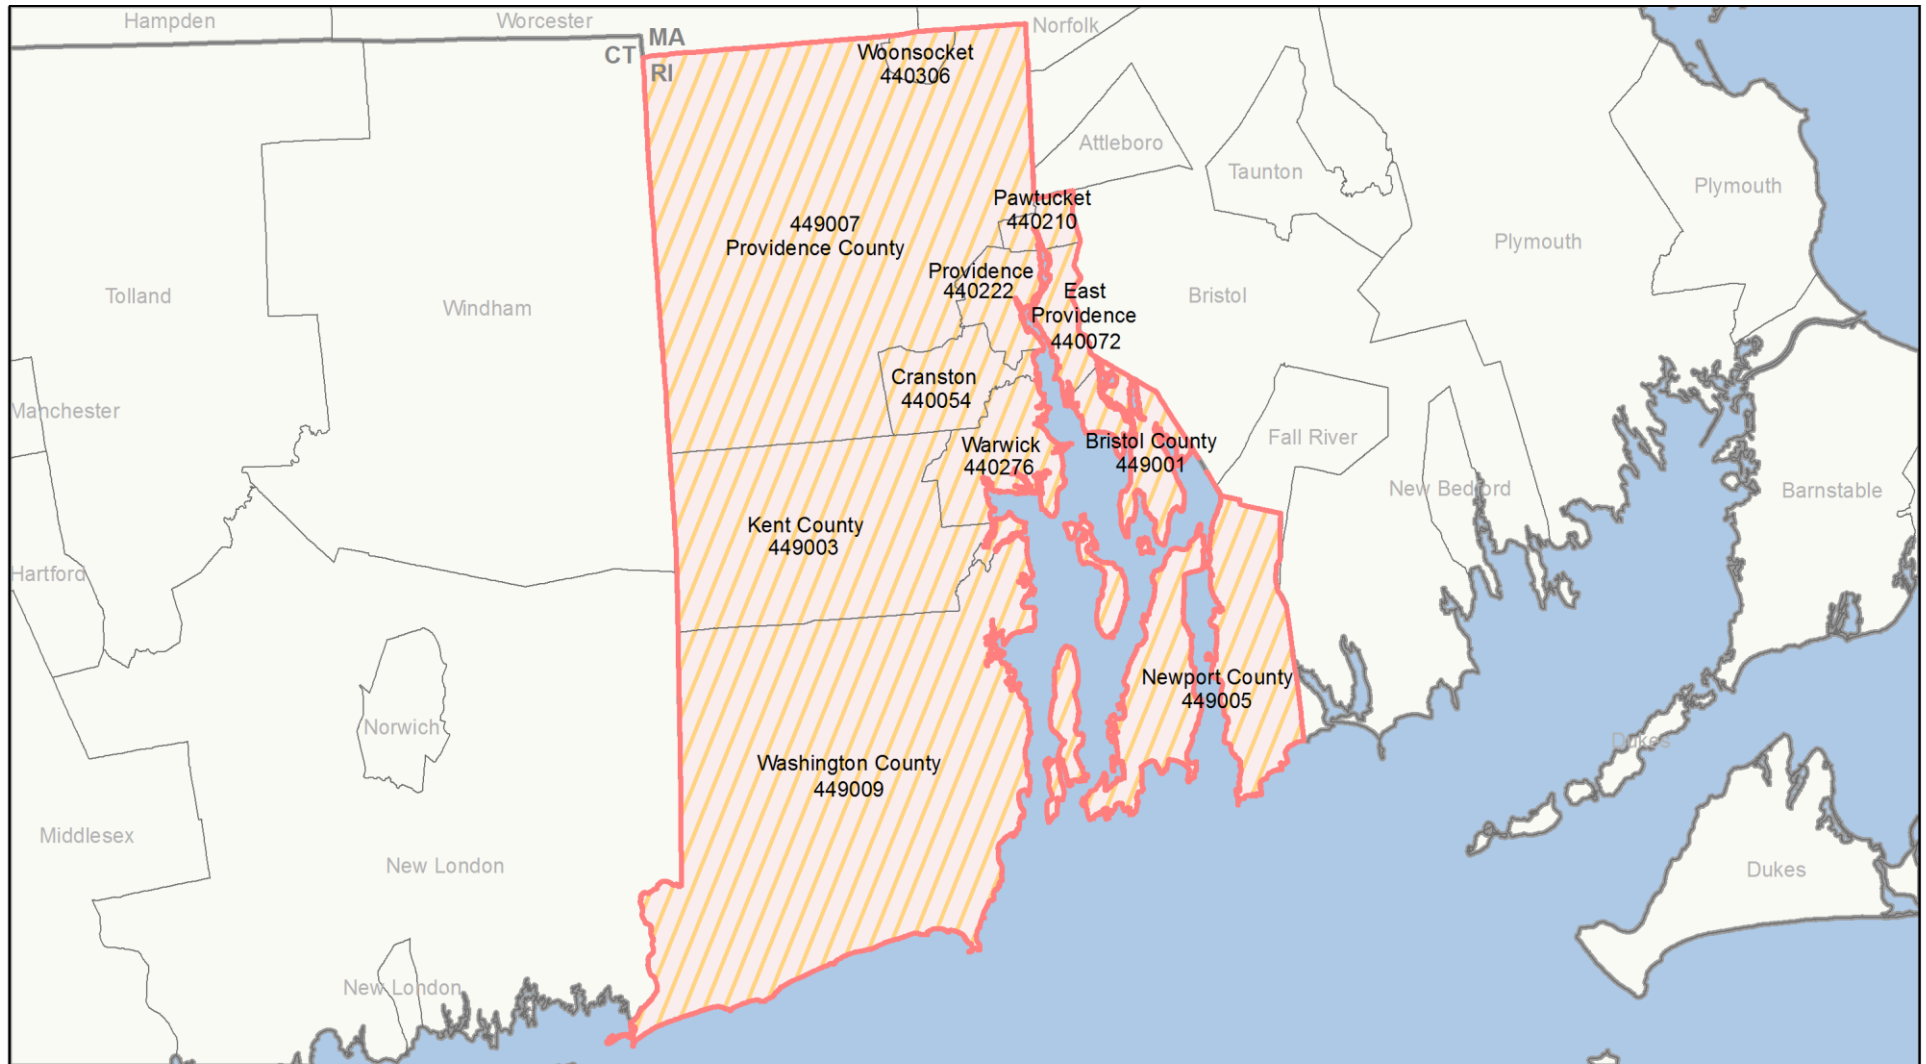 Hampden
Worcester
Norfolk
MA
CT
RI
Woonsocket
440306
Attleboro
Taunton
Plymouth
Pawtucket
440210
449007
Providence County
Plymouth
Providence
440222
East
Providence
440072
Bristol
Tolland
Windham
Cranston
440054
Manchester
Warwick
440276
Bristol County
449001
Fall River
New Bedford
Barnstable
Kent County
449003
Hartford
Newport County
449005
Norwich
Dukes
Washington County
449009
Middlesex
New London
Dukes
New London